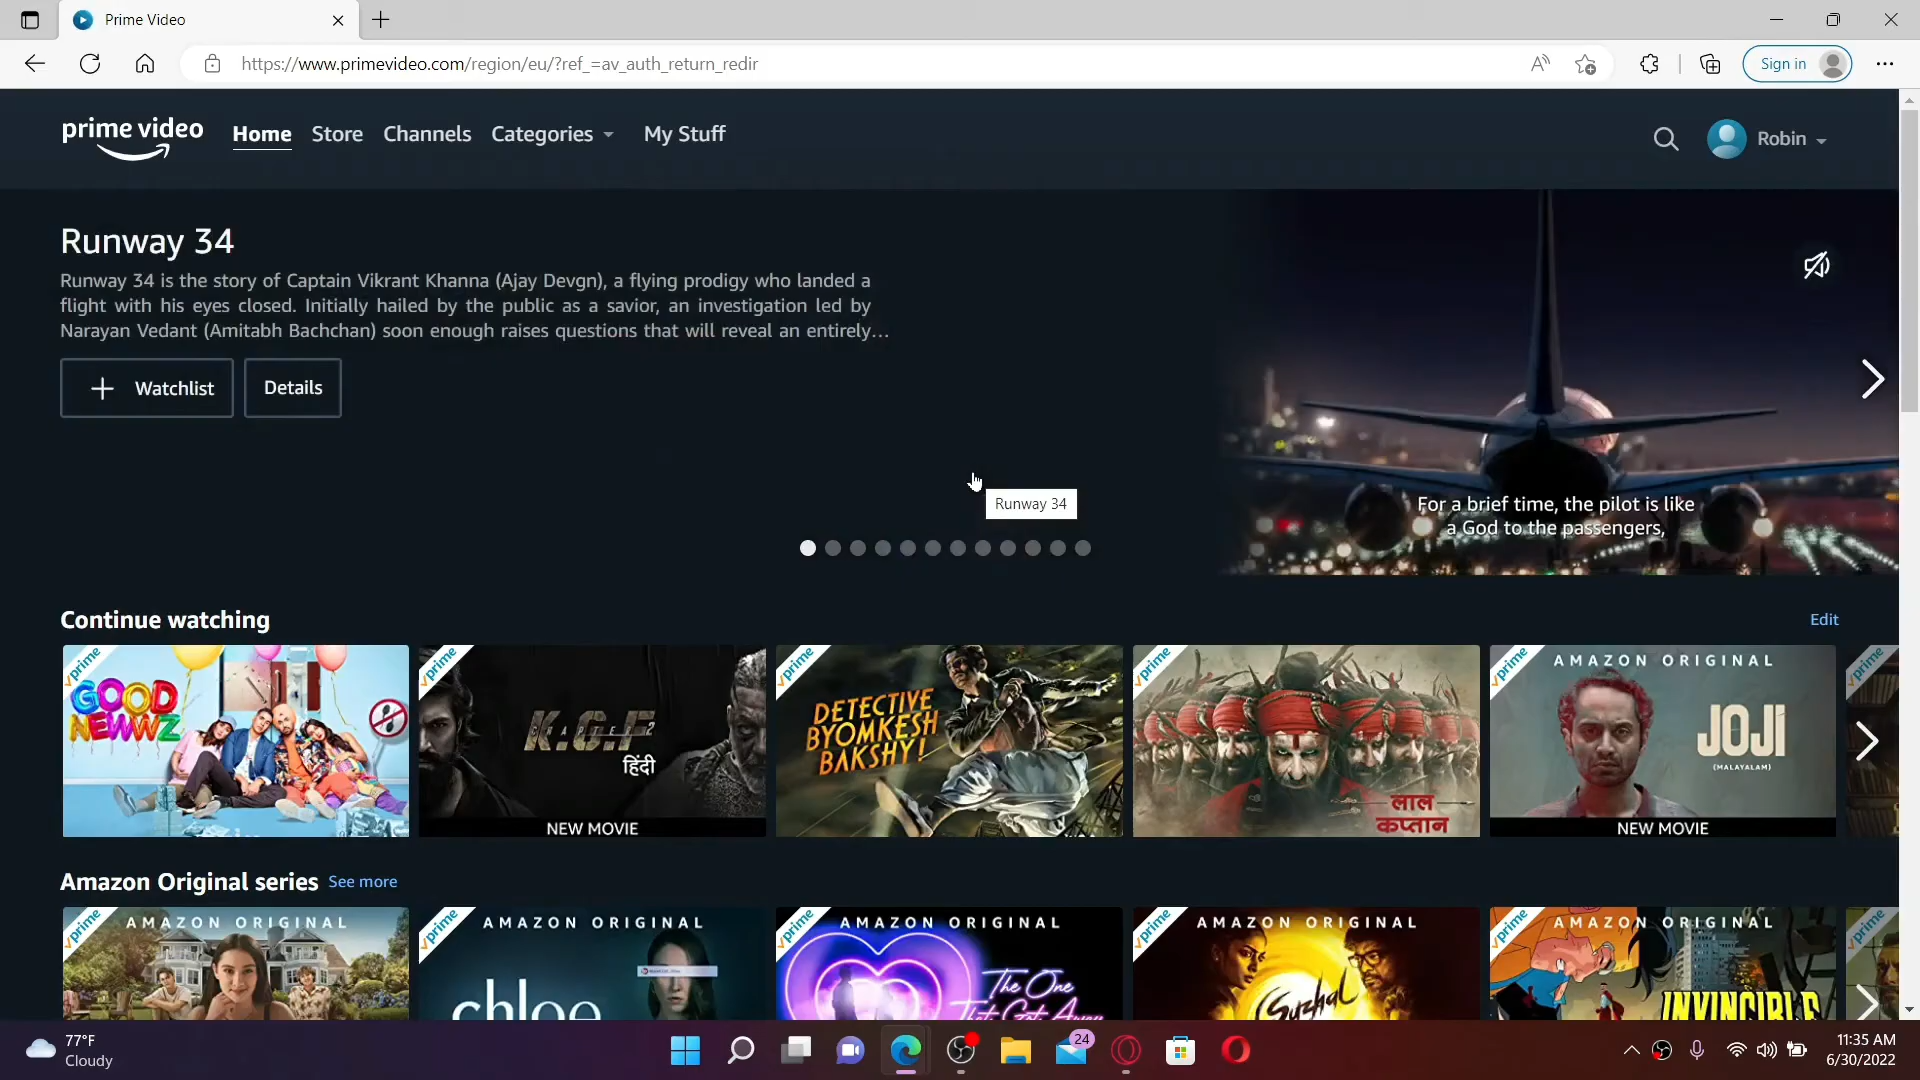 Prime Video
https://www.primevideo.com/region/eu/?ref_=av_auth_return_redir
Sign in
prime video
Home
Store
Channels
Categories
My Stuff
Robin
Runway 34
Runway 34 is the story of Captain Vikrant Khanna (Ajay Devgn), a flying prodigy who landed a
flight with his eyes closed. Initially hailed by the public as a savior, an investigation led by
Narayan Vedant (Amitabh Bachchan) soon enough raises questions that will reveal an entirely...
Watchlist
Details
Runway 34
For a brief time, the pilot is like
a God to the passengers,
Continue watching
Edit
prime
GOOD
NEWWZ
prime
K.G.F
CHAPTER 2
हिंदी
NEW MOVIE
prime
DETECTIVE
BYOMKESH
BAKSHY!
prime
लाल
कप्तान
prime
AMAZON ORIGINAL
JOJI
(MALAYALAM)
NEW MOVIE
prime
Amazon Original series
See more
prime
AMAZON ORIGINAL
prime
AMAZON ORIGINAL
chloe
prime
AMAZON ORIGINAL
The One
That Got Away
prime
AMAZON ORIGINAL
Suzhal
prime
AMAZON ORIGINAL
INVINCIBLE
prime
77°F
Cloudy
24
11:35 AM
6/30/2022